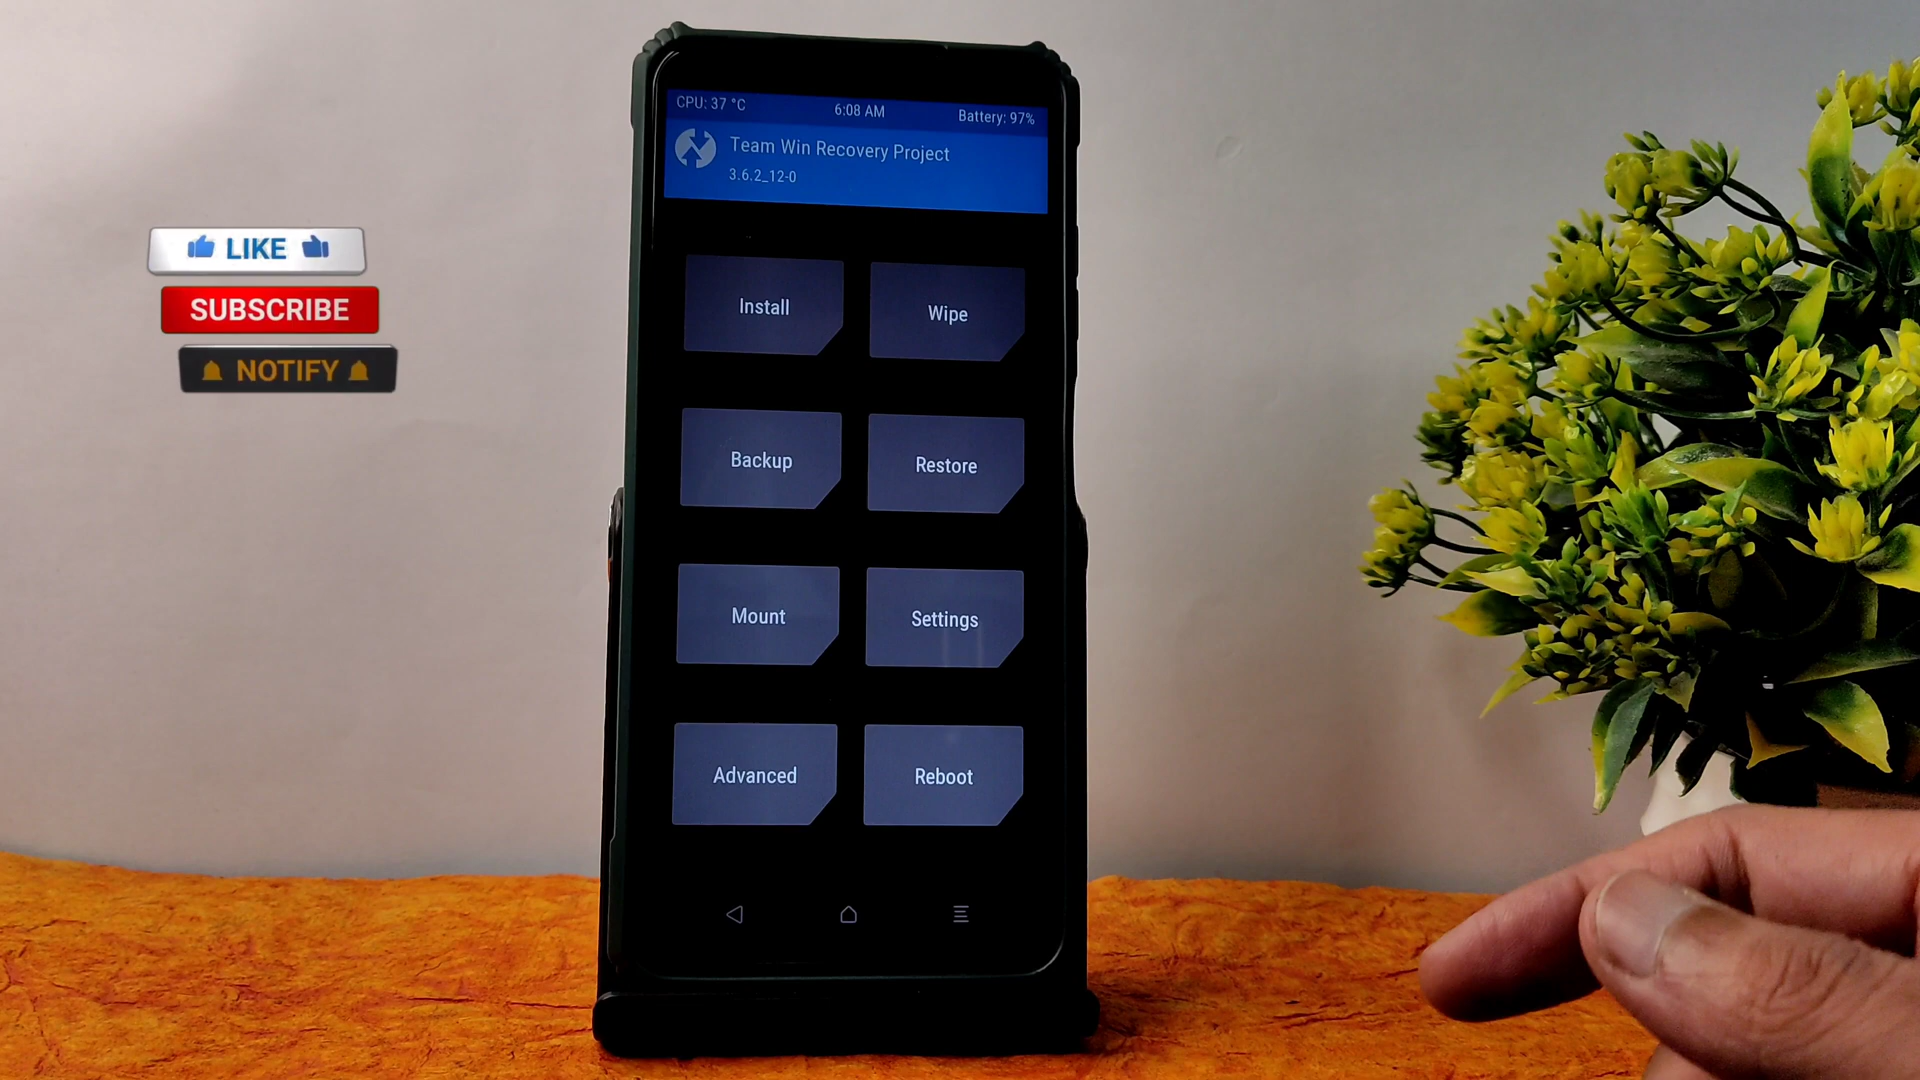 CPU: 37 °C 6:08 AM Battery: 97%
Team Win Recovery Project
3.6.2_12-0
LIKE
SUBSCRIBE
NOTIFY
Install Wipe
Backup Restore
Mount Settings
Advanced Reboot